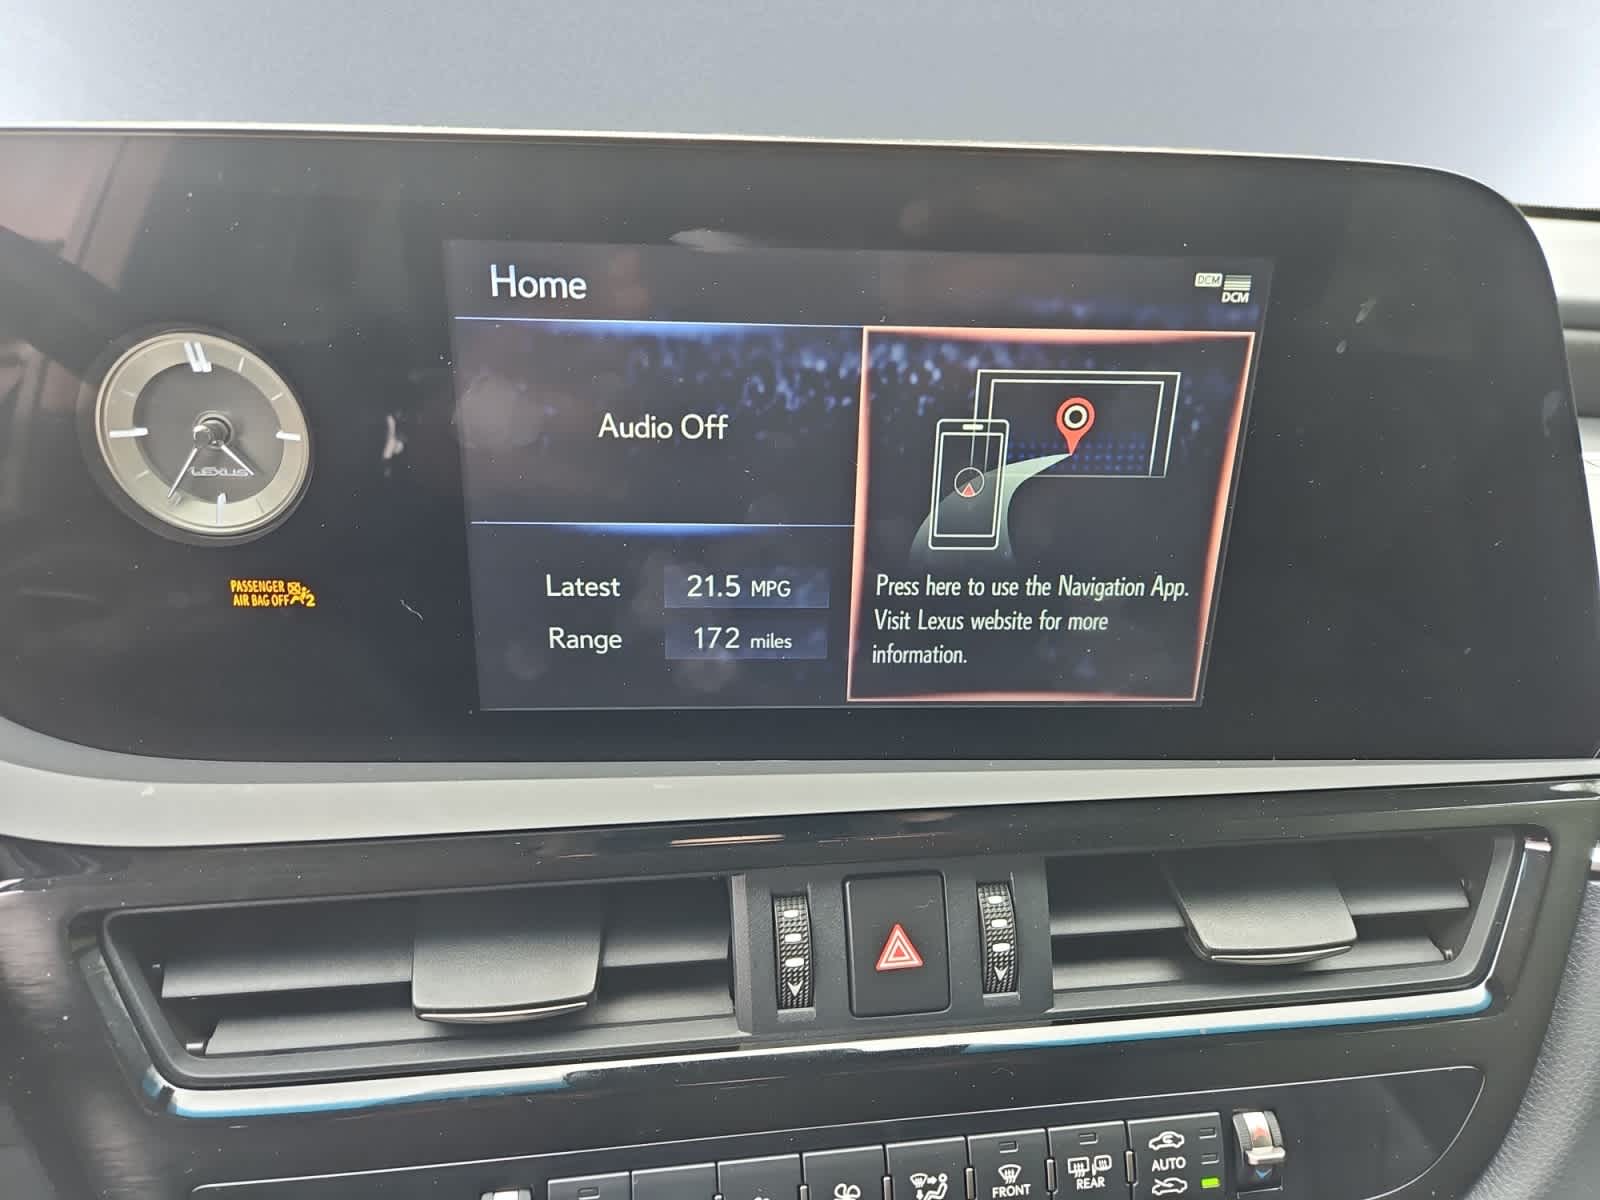 Home
DCM
DCM
Audio Off
LEXUS
PASSENGER
AIR BAG OFF 2
Latest 21.5 MPG
Range 172 miles
Press here to use the Navigation App.
Visit Lexus website for more
information.
AUTO
FRONT
REAR